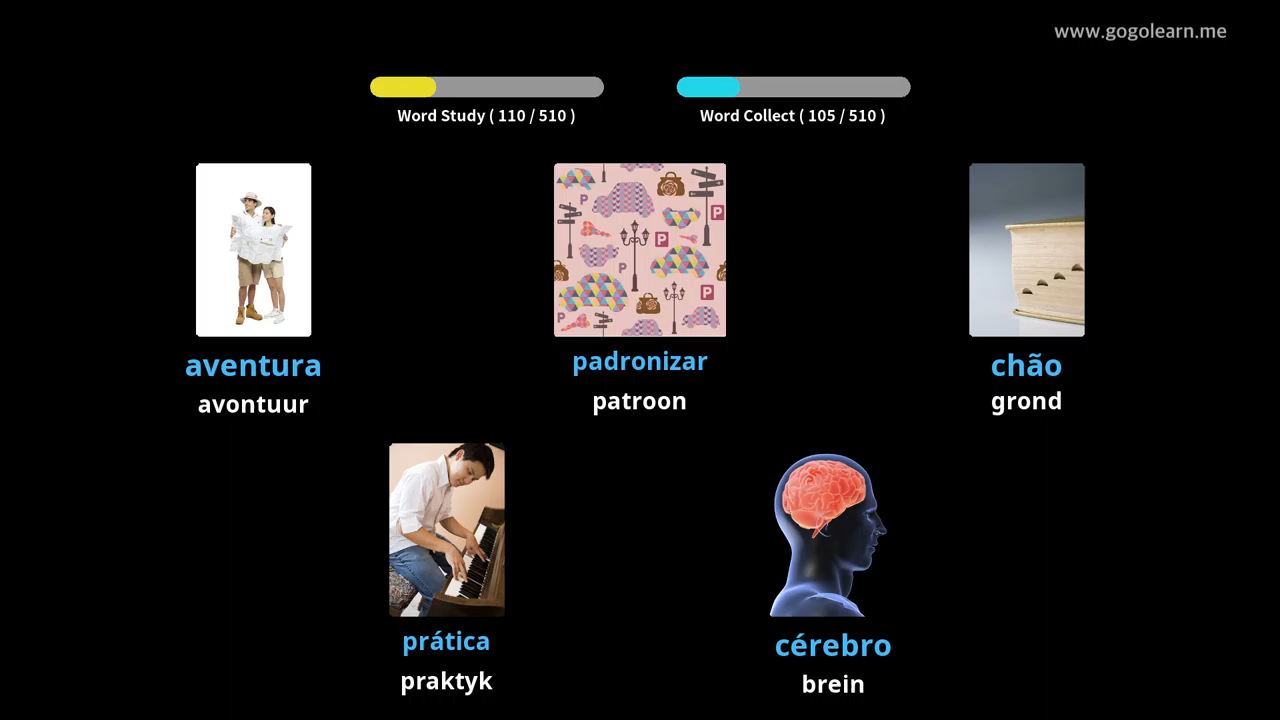 www.gogolearn.me
Word Study ( 110 / 510 )
Word Collect ( 105 / 510 )
P
P
P
P
P
P
aventura
padronizar
chão
avontuur
patroon
grond
prática
cérebro
praktyk
brein